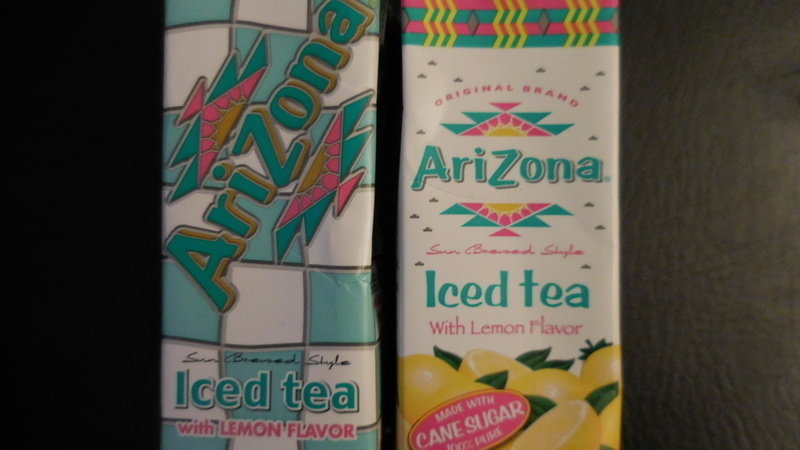 AriZona
Sun Brewed Style
Iced tea
with LEMON FLAVOR
ORIGINAL BRAND
AriZona
Sun Brewed Style
Iced tea
With Lemon Flavor
MADE WITH
CANE SUGAR
100% PURE